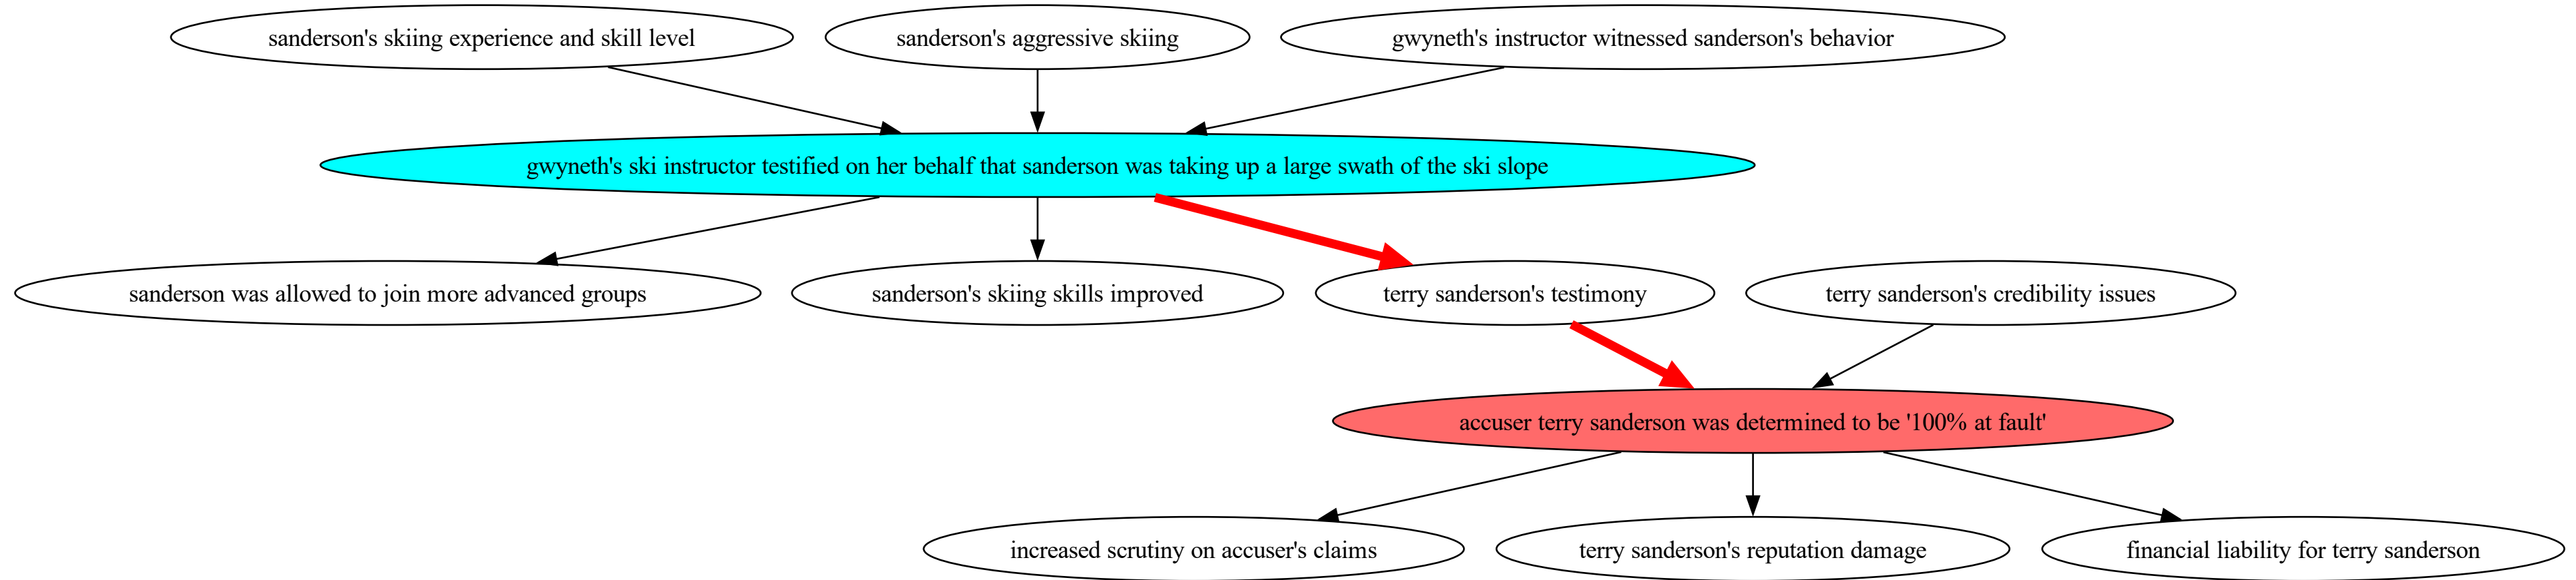 sanderson's skiing experience and skill level
sanderson's aggressive skiing
gwyneth's instructor witnessed sanderson's behavior
gwyneth's ski instructor testified on her behalf that sanderson was taking up a large swath of the ski slope
sanderson was allowed to join more advanced groups
sanderson's skiing skills improved
terry sanderson's testimony
terry sanderson's credibility issues
accuser terry sanderson was determined to be '100% at fault'
increased scrutiny on accuser's claims
terry sanderson's reputation damage
financial liability for terry sanderson